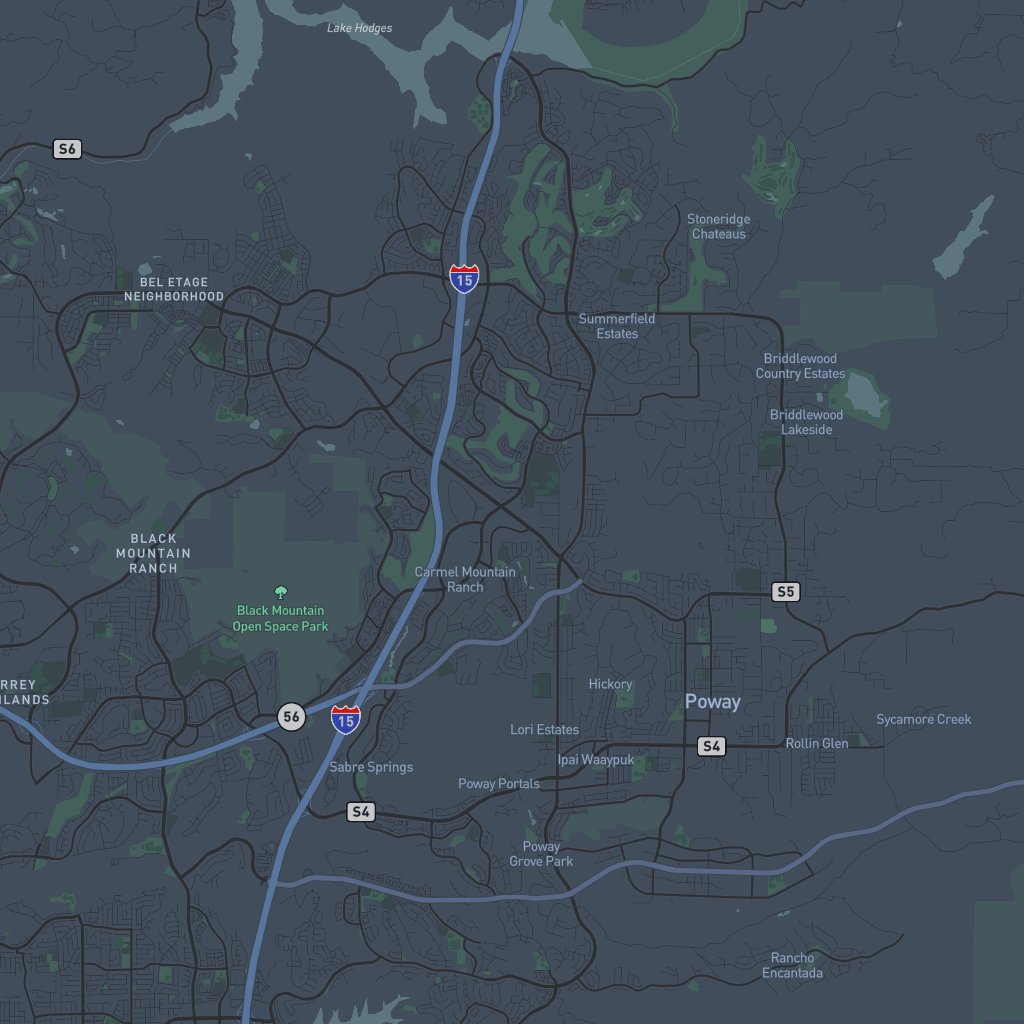 Lake Hodges
S6
Stoneridge
Chateaus
15
BEL ETAGE
NEIGHBORHOOD
Summerfield
Estates
Briddlewood
Country Estates
Briddlewood
Lakeside
BLACK
MOUNTAIN
RANCH
Carmel Mountain
Ranch
S5
Black Mountain
Open Space Park
RREY
HLANDS
Hickory
Poway
56
15
Sycamore Creek
Lori Estates
S4
Rollin Glen
Ipai Waaypuk
Sabre Springs
Poway Portals
S4
Poway
Grove Park
Rancho
Encantada